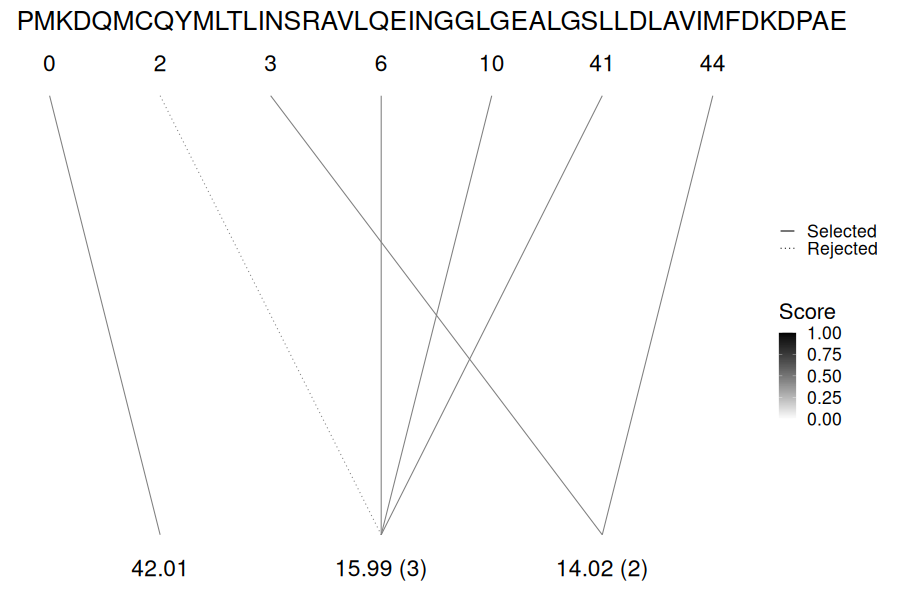 PMKDQMCQYMLTLINSRAVLQEINGGLGEALGSLLDLAVIMFDKDPAE
0 2 3 6 10 41 44
Selected
Rejected
Score
1.00
0.75
0.50
0.25
0.00
42.01 15.99 (3) 14.02 (2)